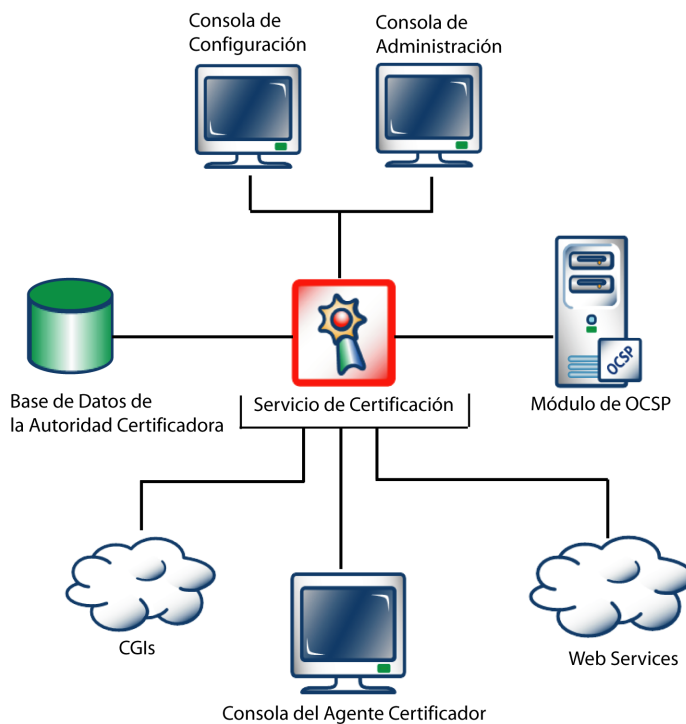 Consola de
Configuración
Consola de
Administración
Base de Datos de
la Autoridad Certificadora
Servicio de Certificación
OCSP
Módulo de OCSP
CGIs
Web Services
Consola del Agente Certificador